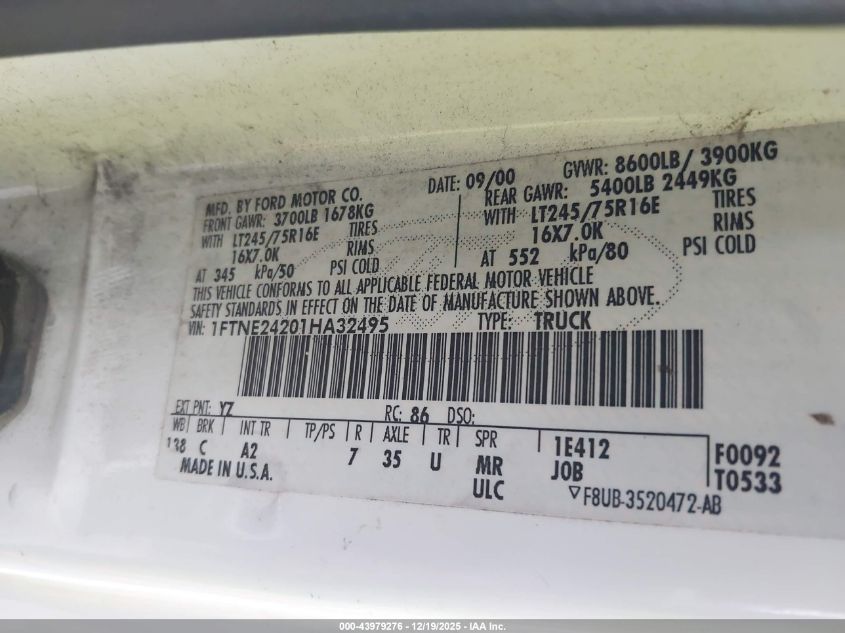 MFD. BY FORD MOTOR CO.
DATE: 09/00
GVWR: 8600LB/ 3900KG
FRONT GAWR: 3700LB 1678KG
REAR GAWR: 5400LB 2449KG
WITH LT245/75R16E TIRES
WITH LT245/75R16E TIRES
16X7.0K RIMS
16X7.0K RIMS
AT 345 kPa/50 PSI COLD
AT 552 kPa/80 PSI COLD
THIS VEHICLE CONFORMS TO ALL APPLICABLE FEDERAL MOTOR VEHICLE
SAFETY STANDARDS IN EFFECT ON THE DATE OF MANUFACTURE SHOWN ABOVE.
VIN: 1FTNE24201HA32495
TYPE: TRUCK
EXT PNT: YZ RC: 86 DSO:
WB BRK INT TR TP/PS R AXLE TR SPR
138 C A2 7 35 U MR
ULC
1E412
JOB
F0092
T0533
MADE IN U.S.A.
F8UB-3520472-AB
000-43979276 - 12/19/2025 - IAA Inc.